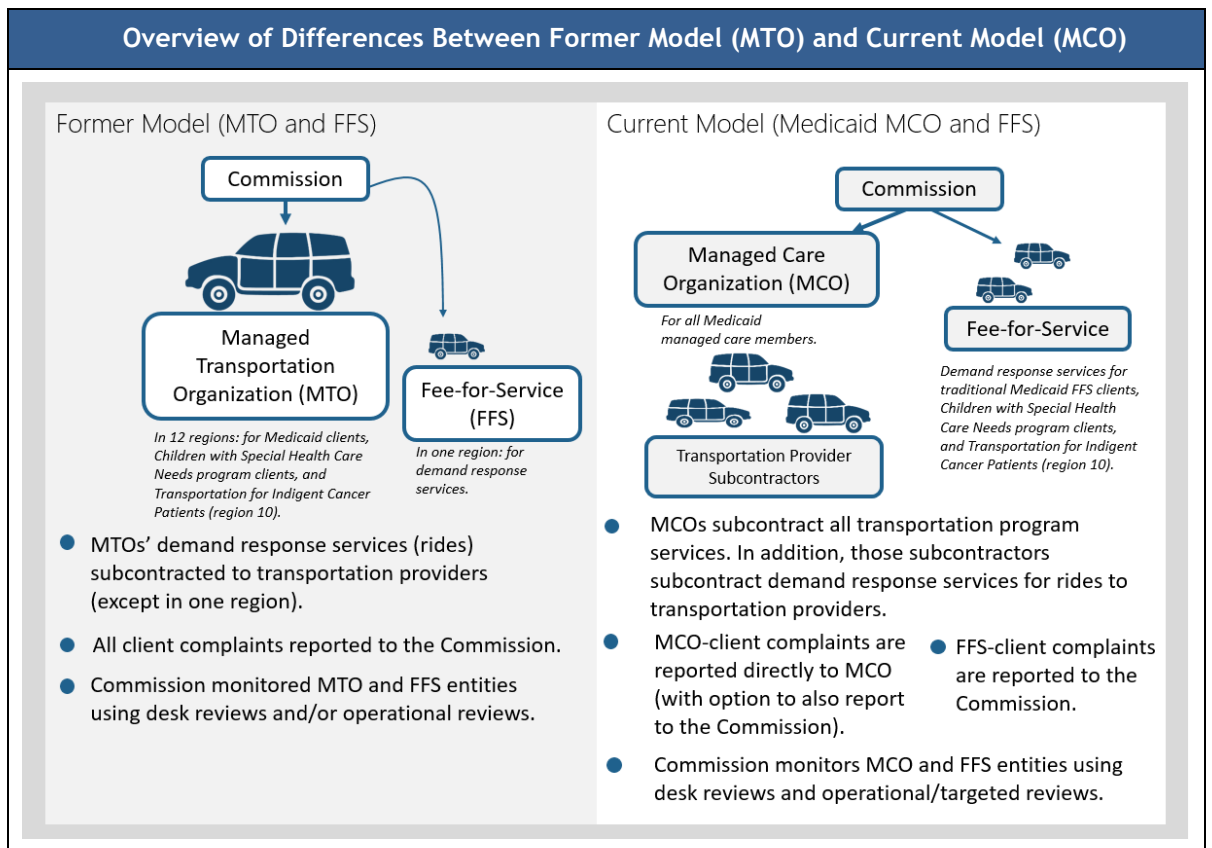 Overview of Differences Between Former Model (MTO) and Current Model (MCO)
Former Model (MTO and FFS)
Commission
Managed
Transportation
Organization (MTO)
In 12 regions: for Medicaid clients,
Children with Special Health Care
Needs program clients, and
Transportation for Indigent Cancer
Patients (region 10).
Fee-for-Service
(FFS)
In one region: for
demand response
services.
MTOs’ demand response services (rides)
subcontracted to transportation providers
(except in one region).
All client complaints reported to the Commission.
Commission monitored MTO and FFS entities
using desk reviews and/or operational reviews.
Current Model (Medicaid MCO and FFS)
Commission
Managed Care
Organization (MCO)
For all Medicaid
managed care members.
Transportation Provider
Subcontractors
Fee-for-Service
Demand response services for
traditional Medicaid FFS clients,
Children with Special Health
Care Needs program clients,
and Transportation for Indigent
Cancer Patients (region 10).
MCOs subcontract all transportation program
services. In addition, those subcontractors
subcontract demand response services for rides to
transportation providers.
MCO-client complaints are
reported directly to MCO
(with option to also report
to the Commission).
FFS-client complaints
are reported to the
Commission.
Commission monitors MCO and FFS entities using
desk reviews and operational/targeted reviews.